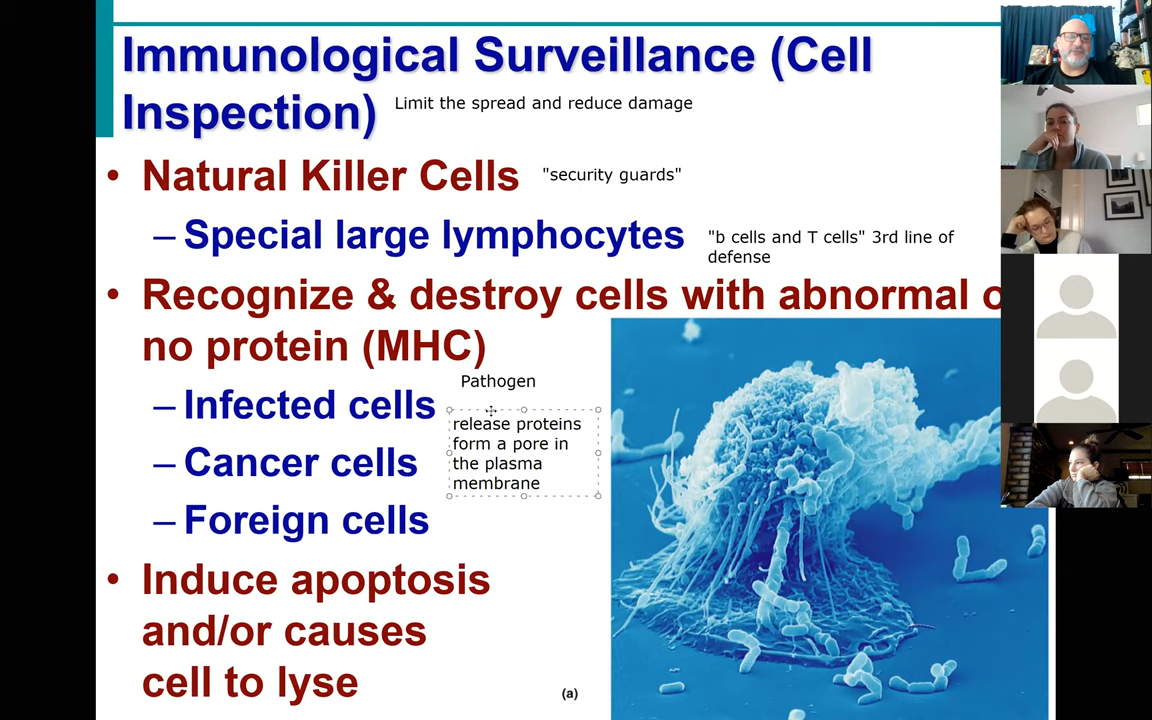 Immunological Surveillance (Cell
Inspection)
Limit the spread and reduce damage
• Natural Killer Cells
"security guards"
– Special large lymphocytes
"b cells and T cells" 3rd line of
defense
• Recognize & destroy cells with abnormal
no protein (MHC)
Pathogen
– Infected cells
release proteins
form a pore in
the plasma
membrane
– Cancer cells
– Foreign cells
• Induce apoptosis
and/or causes
cell to lyse
(a)